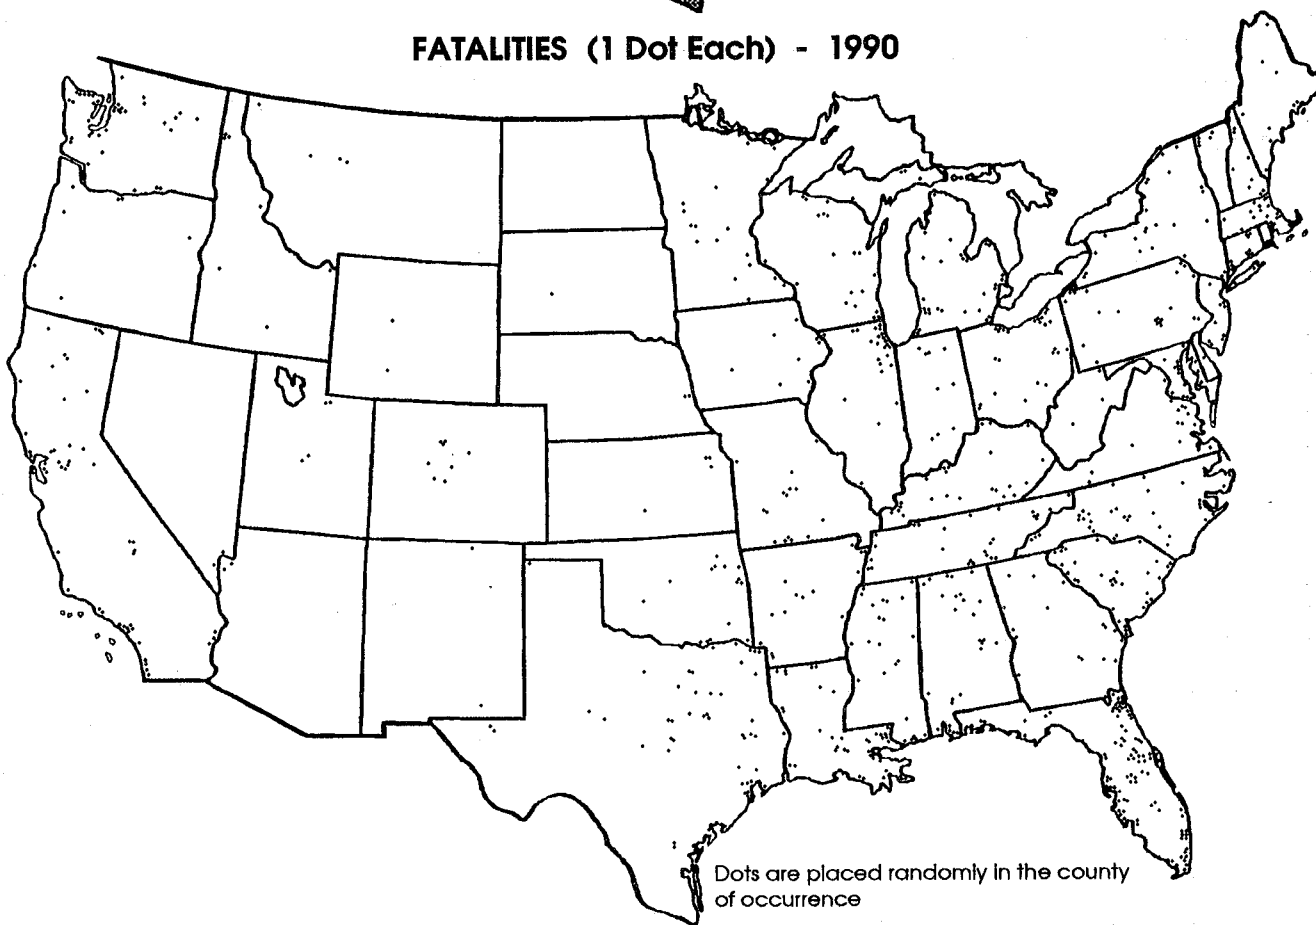 FATALITIES (1 Dot Each) - 1990
Dots are placed randomly in the county
of occurrence